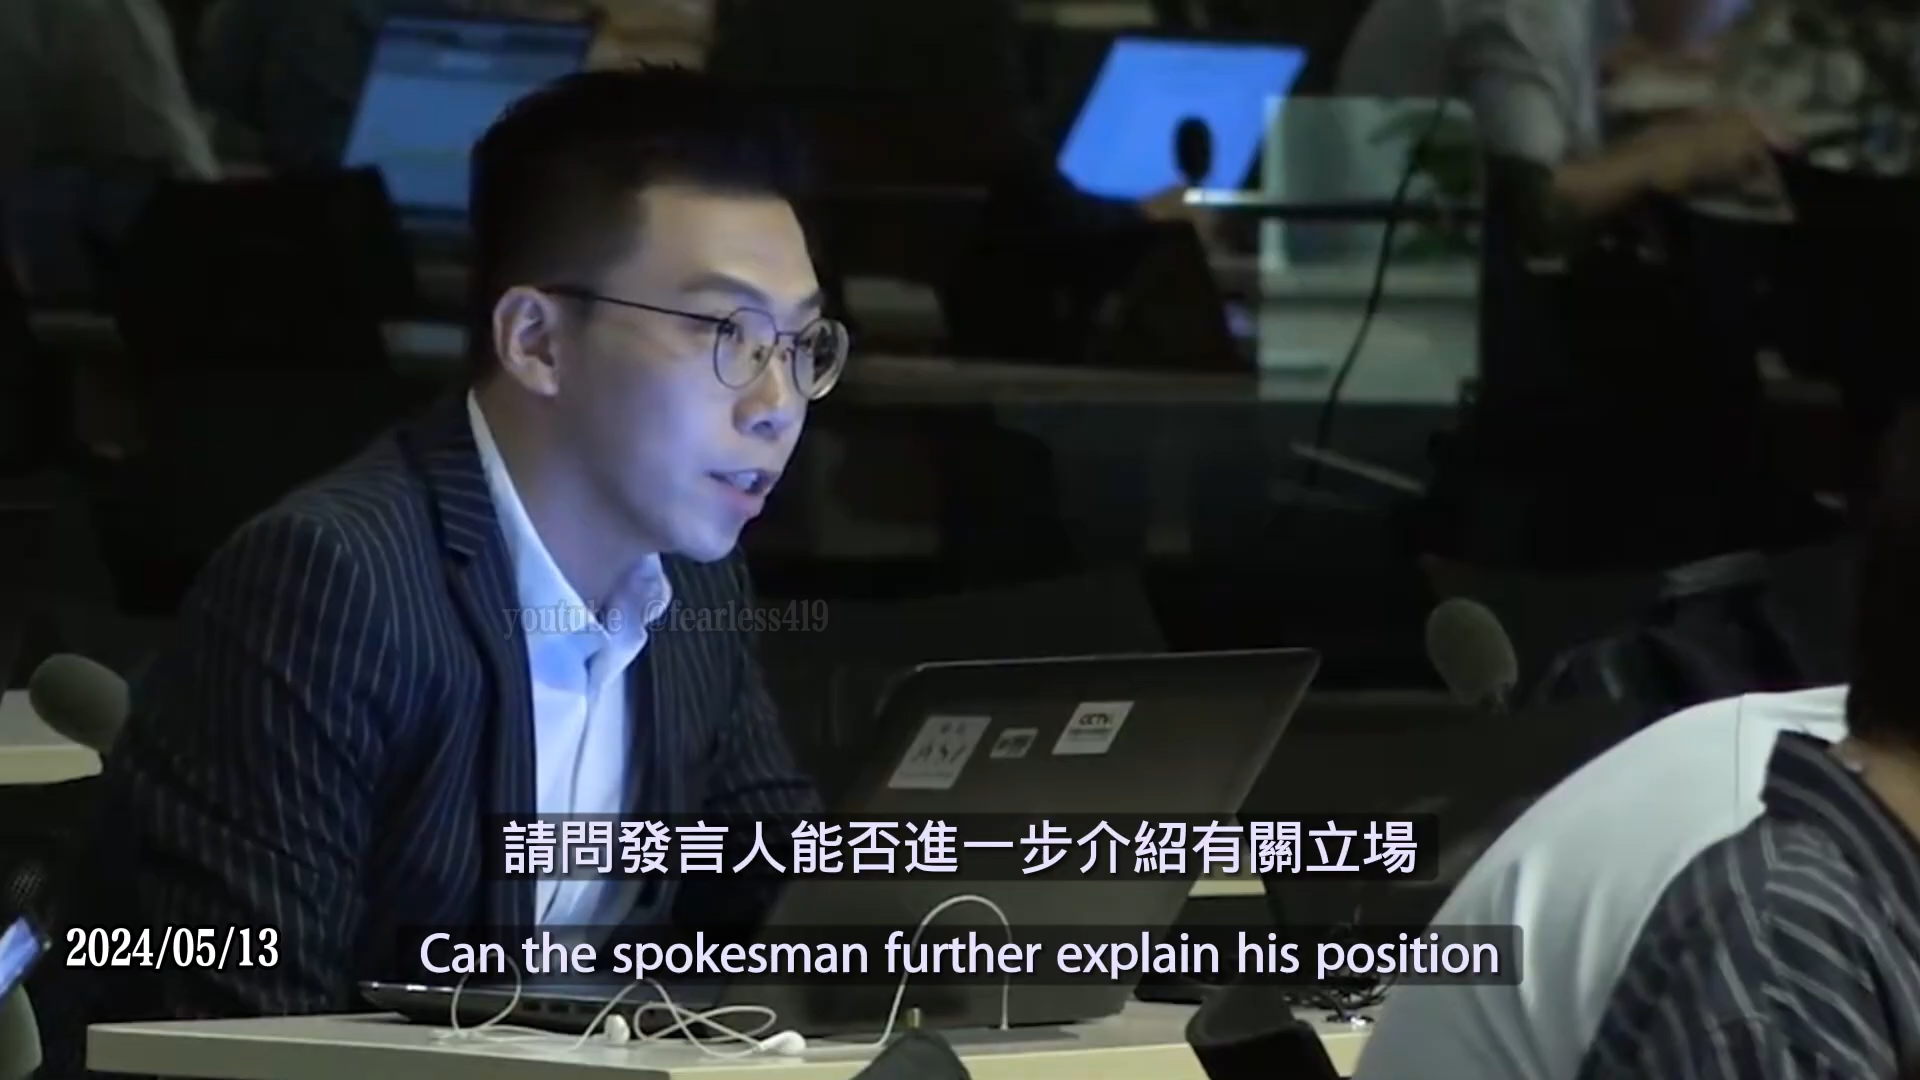 youtube @fearless419
CCTV
請問發言人能否進一步介紹有關立場
2024/05/13
Can the spokesman further explain his position